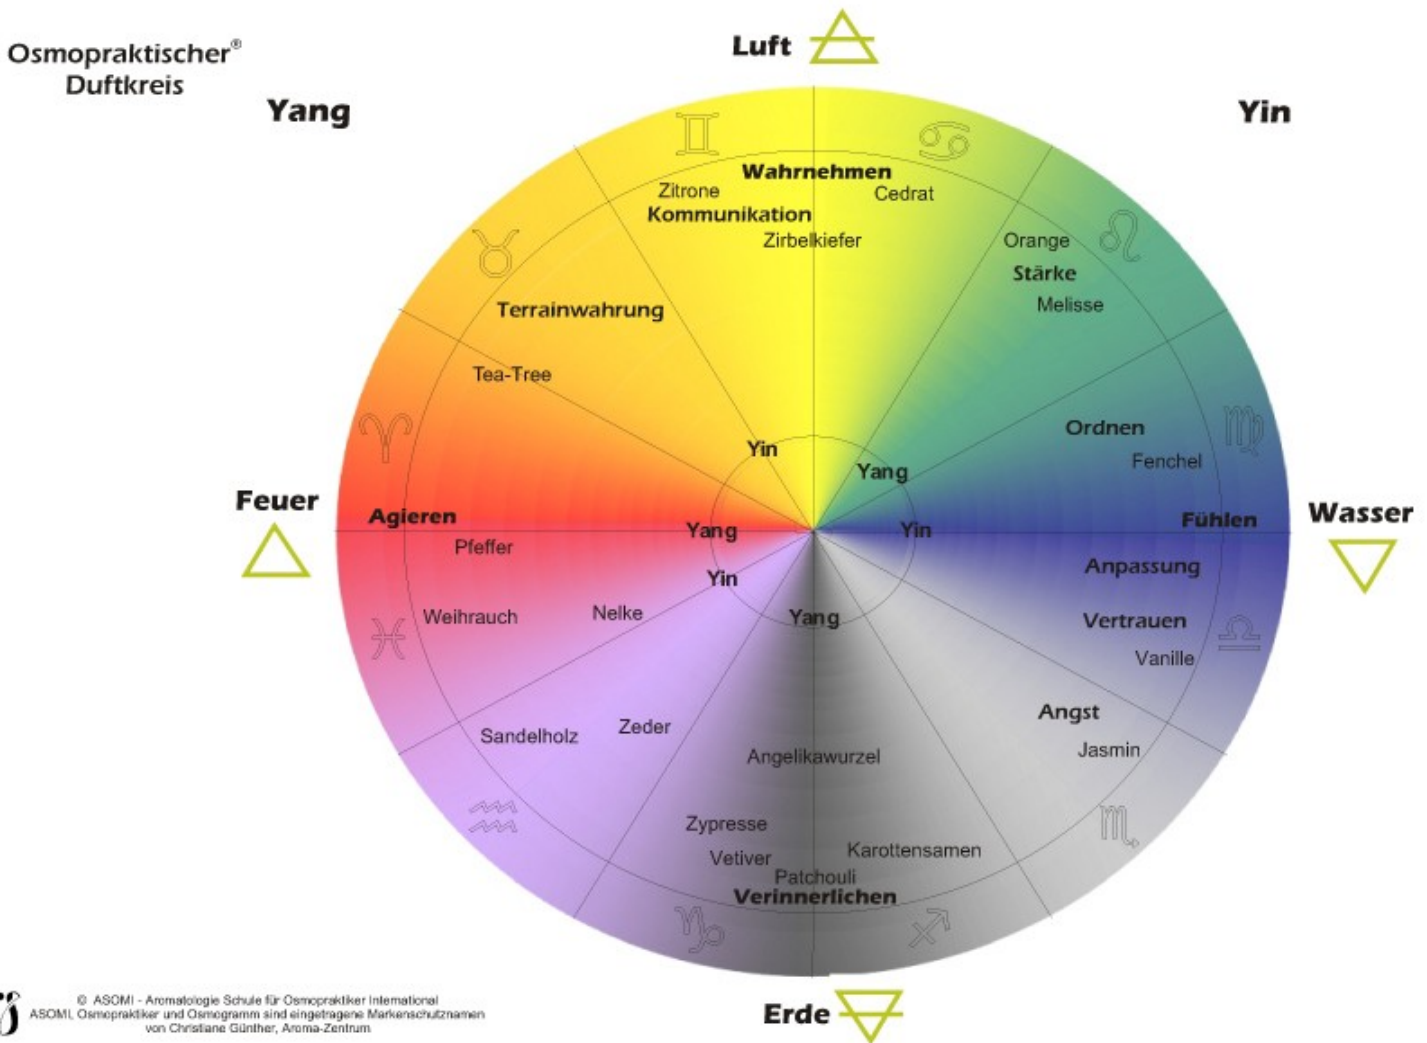 Osmopraktischer®
Duftkreis
Luft
Yang
Yin
Wahrnehmen
Zitrone
Cedrat
Kommunikation
Zirbelkiefer
Orange
Stärke
Melisse
Terrainwahrung
Tea-Tree
Ordnen
Fenchel
Yin
Yang
Feuer
Agieren
Yang
Yin
Fühlen
Wasser
Pfeffer
Anpassung
Yin
Weihrauch
Nelke
Yang
Vertrauen
Vanille
Sandelholz
Zeder
Angst
Jasmin
Angelikawurzel
Zypresse
Vetiver
Karottensamen
Patchouli
Verinnerlichen
Erde
© ASOMI - Aromatologie Schule für Osmopraktiker International
ASOMI, Osmopraktiker und Osmogramm sind eingetragene Markenschutznamen
von Christiane Günther, Aroma-Zentrum